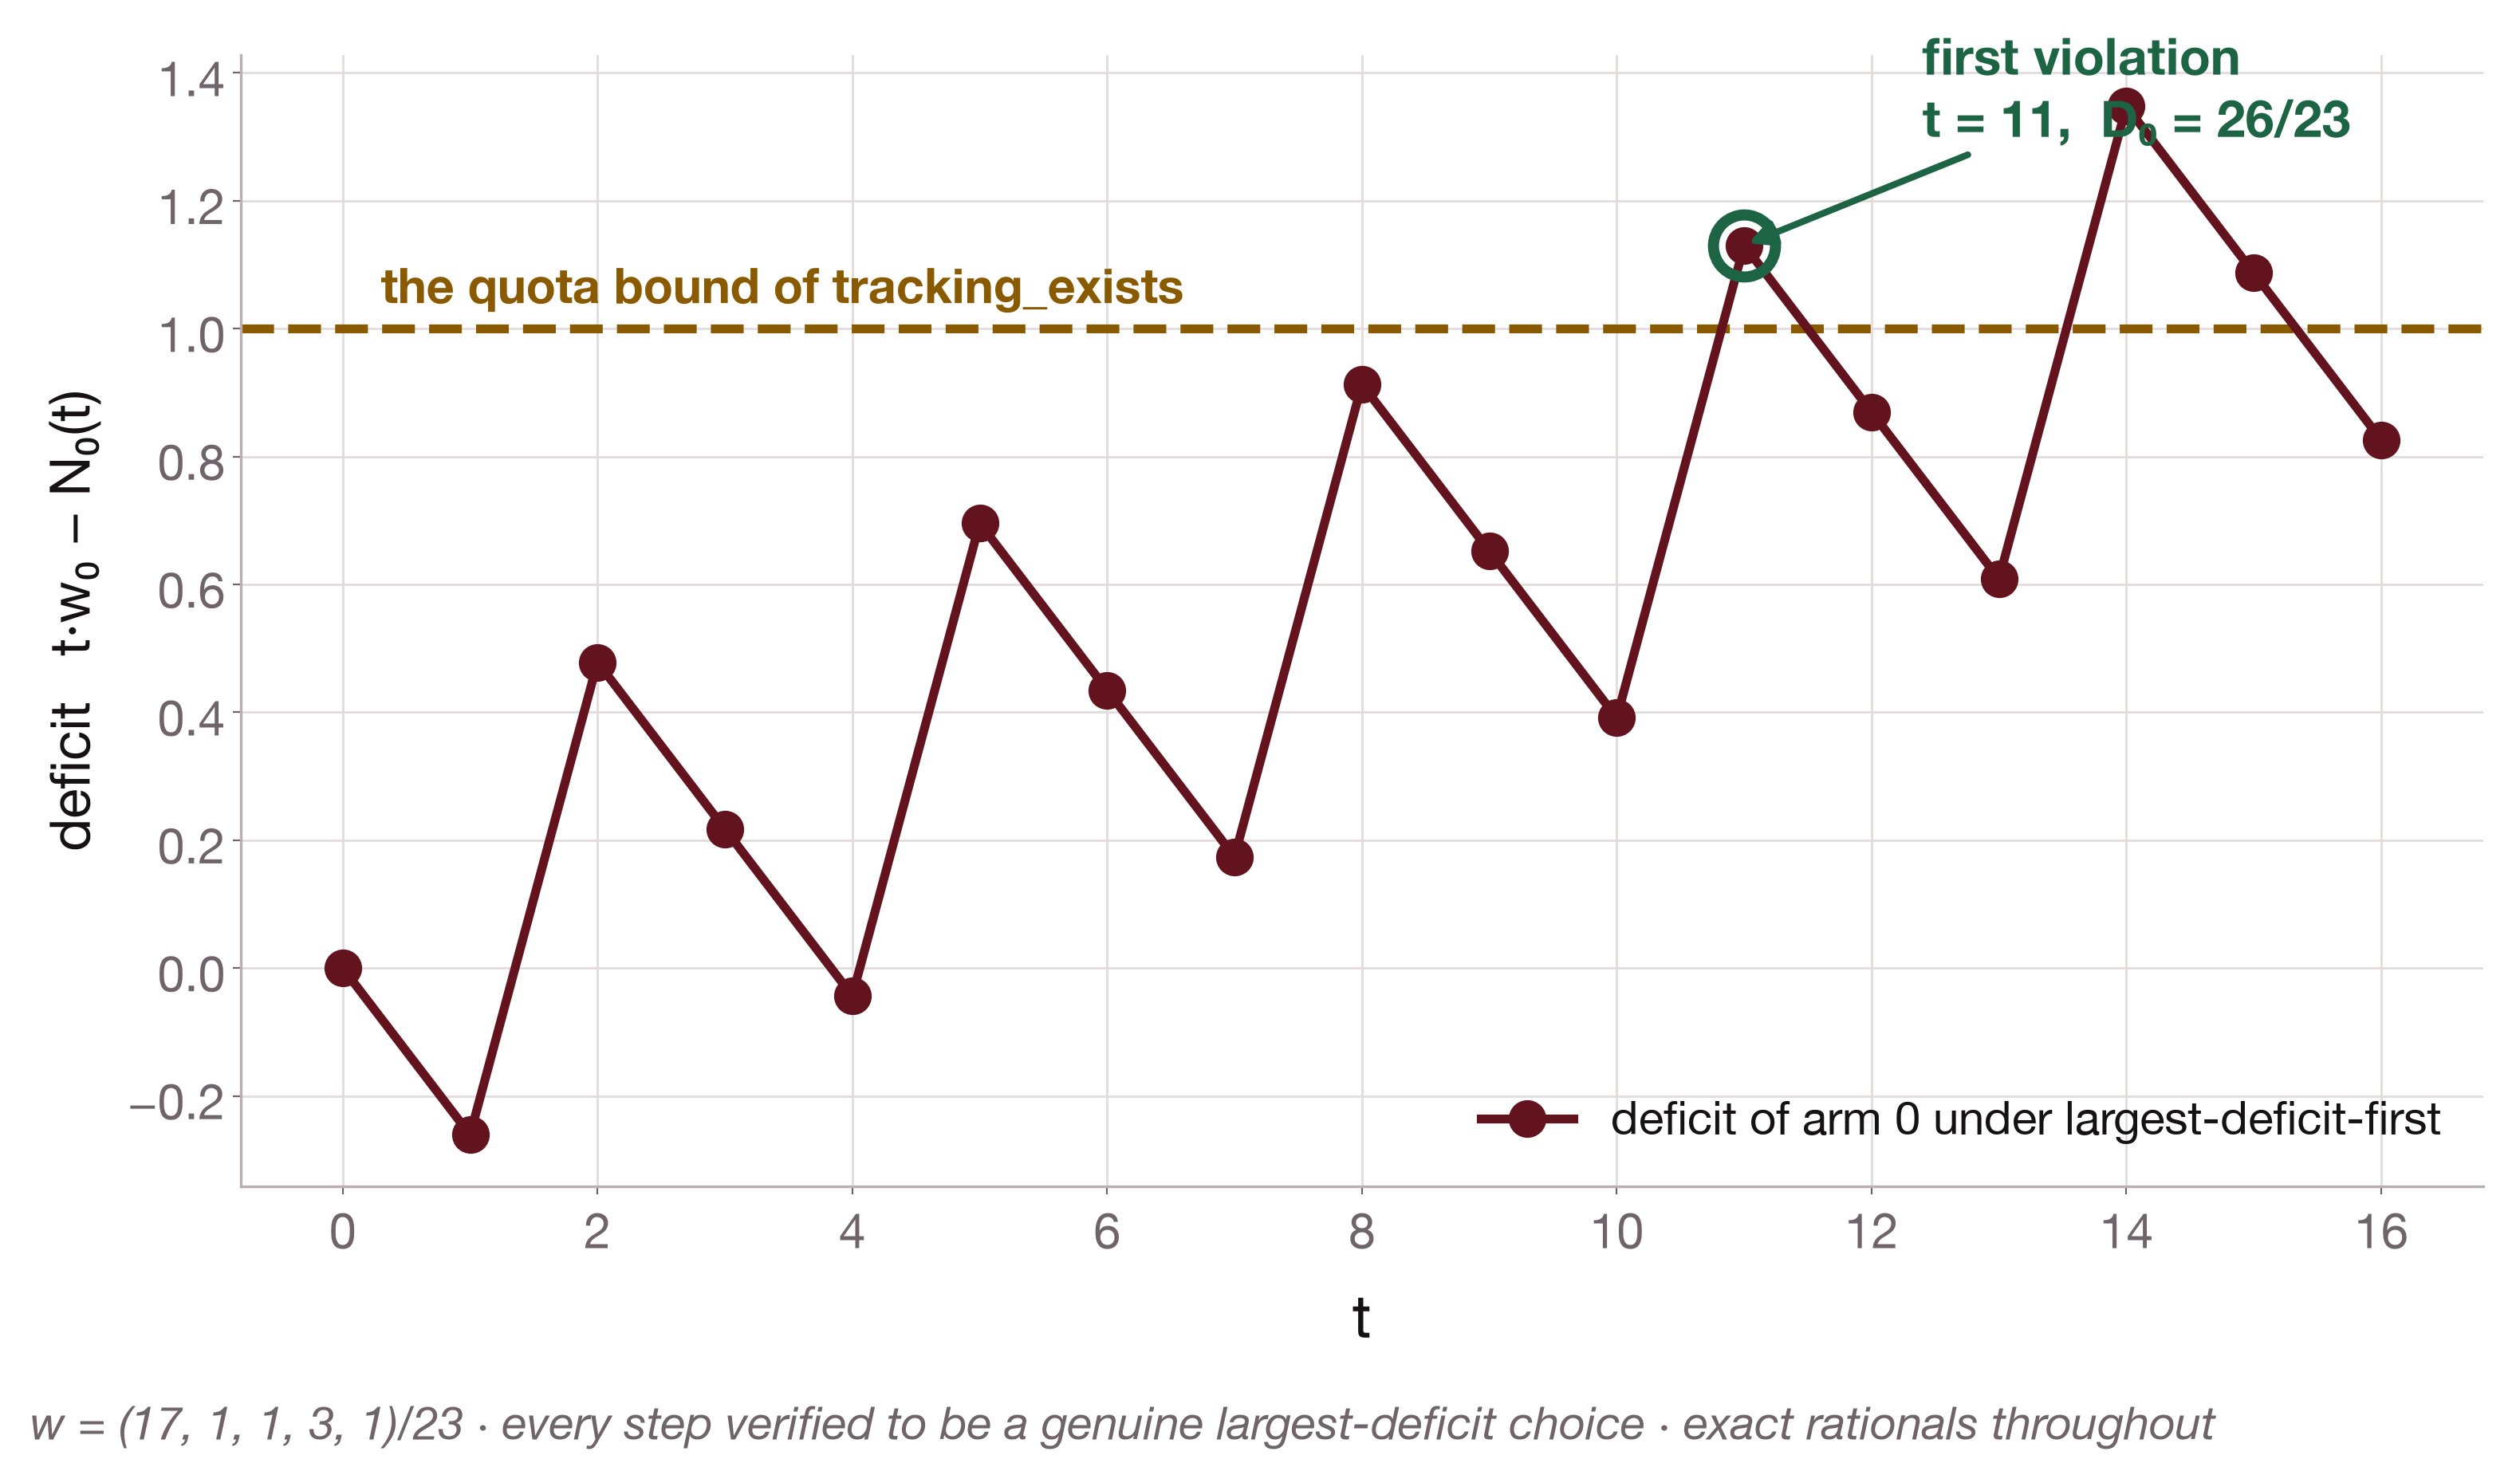 first violation
t = 11, D₀ = 26/23
the quota bound of tracking_exists
1.4
1.2
1.0
0.8
0.6
0.4
0.2
0.0
−0.2
deficit t·w₀ − N₀(t)
deficit of arm 0 under largest-deficit-first
0 2 4 6 8 10 12 14 16
t
w = (17, 1, 1, 3, 1)/23 · every step verified to be a genuine largest-deficit choice · exact rationals throughout